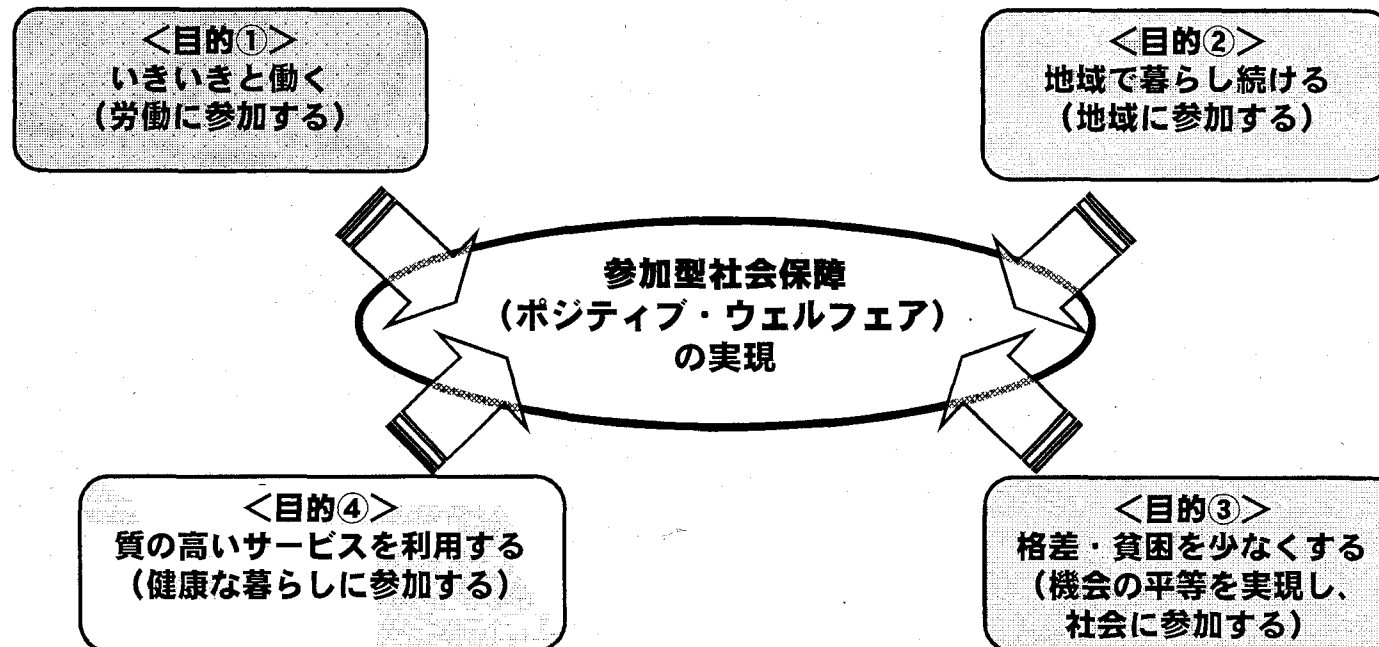 ＜目的①＞
いきいきと働く
（労働に参加する）
＜目的②＞
地域で暮らし続ける
（地域に参加する）
参加型社会保障
（ポジティブ・ウェルフェア）
の実現
＜目的④＞
質の高いサービスを利用する
（健康な暮らしに参加する）
＜目的③＞
格差・貧困を少なくする
（機会の平等を実現し、
社会に参加する）